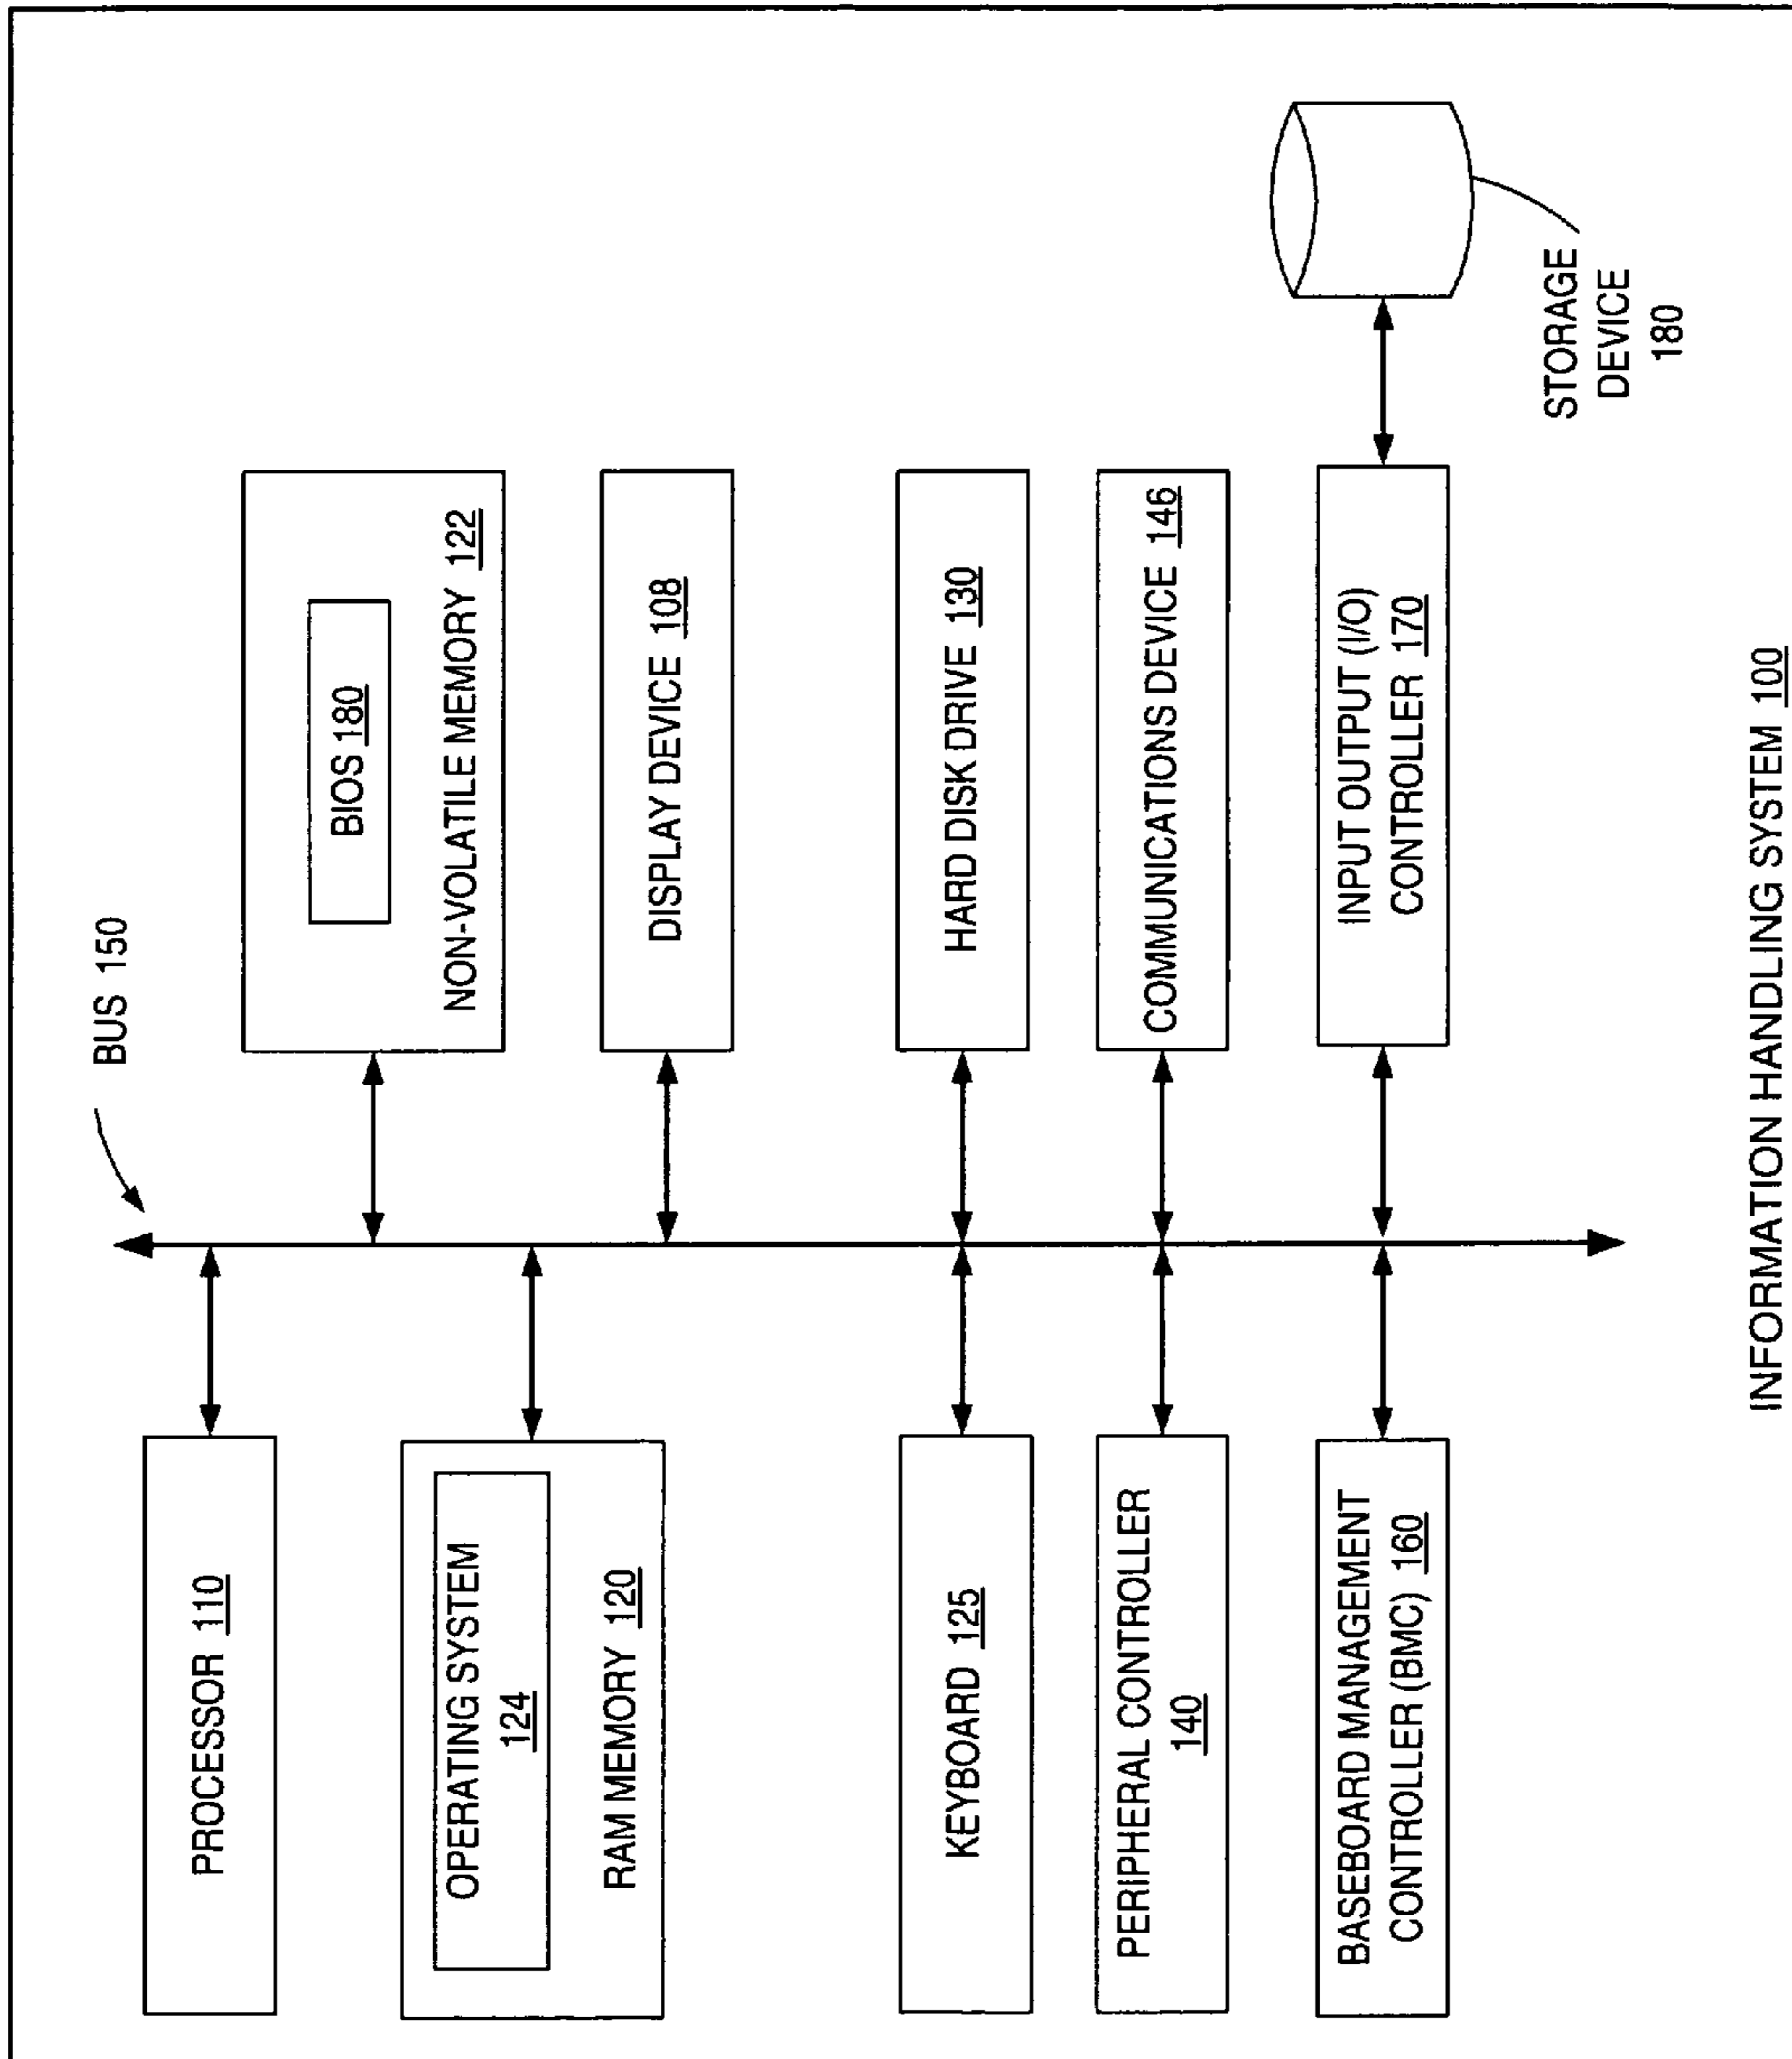 BUS 150
PROCESSOR 110
OPERATING SYSTEM
124
RAM MEMORY 120
KEYBOARD 125
PERIPHERAL CONTROLLER
140
BASEBOARD MANAGEMENT
CONTROLLER (BMC) 160
BIOS 180
NON-VOLATILE MEMORY 122
DISPLAY DEVICE 108
HARD DISK DRIVE 130
COMMUNICATIONS DEVICE 146
INPUT OUTPUT (I/O)
CONTROLLER 170
STORAGE
DEVICE
180
INFORMATION HANDLING SYSTEM 100